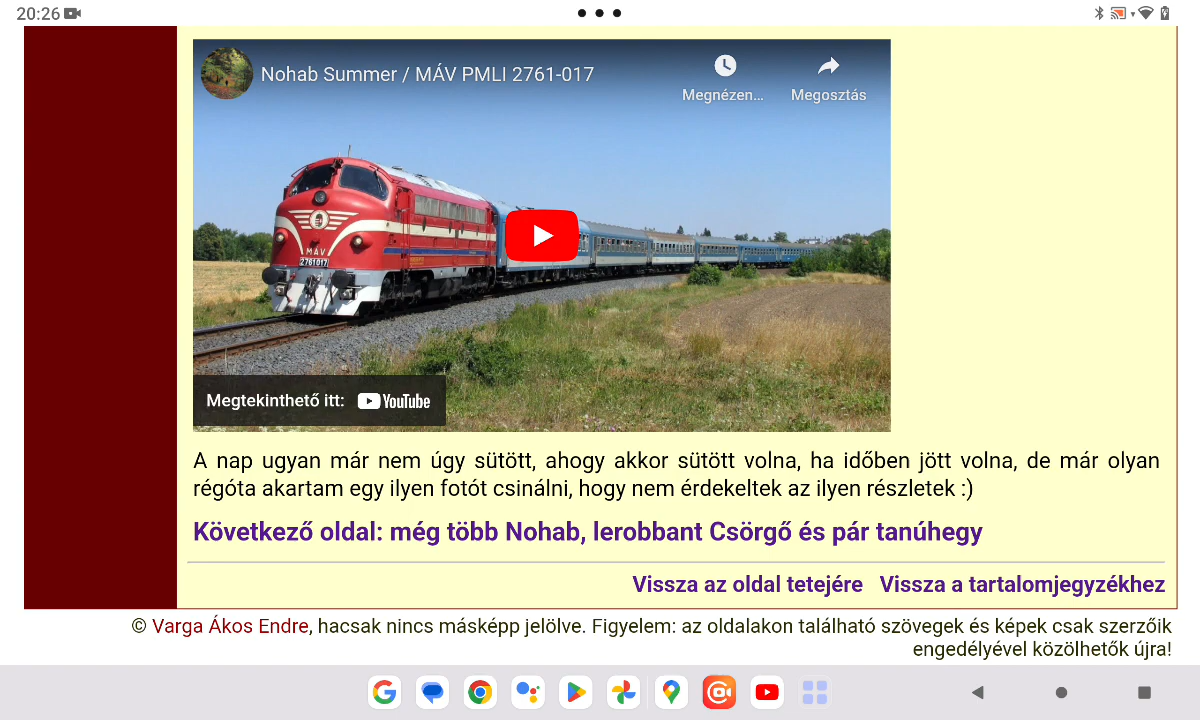 20:26
Nohab Summer / MÁV PMLI 2761-017
Megnézen...
Megosztás
MÁV
2761017
Megtekinthető itt: YouTube
A nap ugyan már nem úgy sütött, ahogy akkor sütött volna, ha időben jött volna, de már olyan
régóta akartam egy ilyen fotót csinálni, hogy nem érdekeltek az ilyen részletek :)
Következő oldal: még több Nohab, lerobbant Csörgő és pár tanúhegy
Vissza az oldal tetejére Vissza a tartalomjegyzékhez
© Varga Ákos Endre, hacsak nincs másképp jelölve. Figyelem: az oldalakon található szövegek és képek csak szerzőik
engedélyével közölhetők újra!